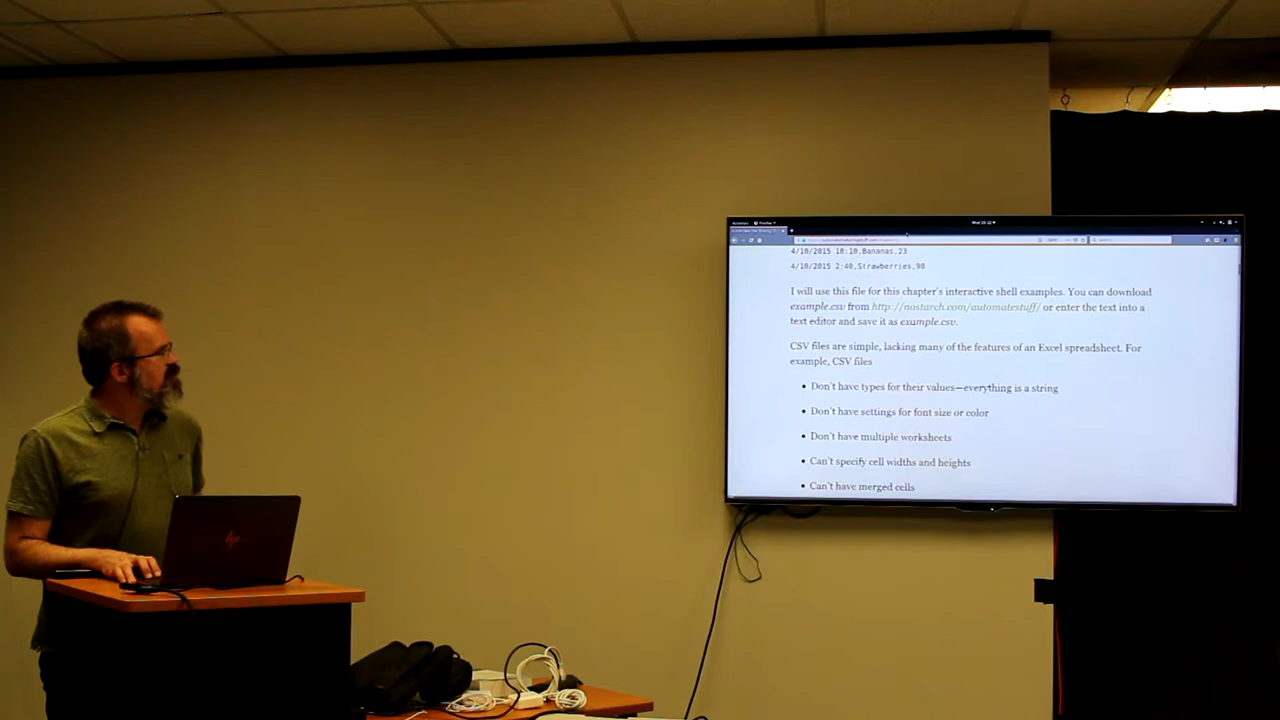 4/10/2015 18:10,Bananas,23
4/10/2015 2:40,Strawberries,98
I will use this file for this chapter's interactive shell examples. You can download
example.csv from http://nostarch.com/automatestuff/ or enter the text into a
text editor and save it as example.csv.
CSV files are simple, lacking many of the features of an Excel spreadsheet. For
example, CSV files
• Don't have types for their values—everything is a string
• Don't have settings for font size or color
• Don't have multiple worksheets
• Can't specify cell widths and heights
• Can't have merged cells
hp